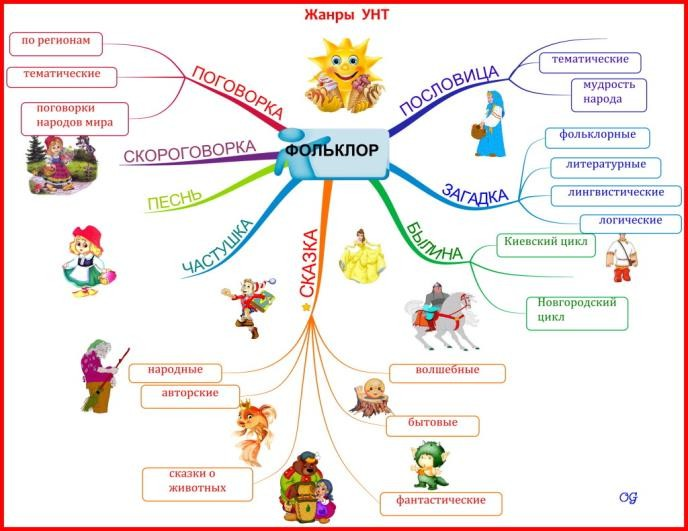 Жанры УНТ
по регионам
тематические
поговорки
народов мира
ПОГОВОРКА
СКОРОГОВОРКА
ПЕСНЬ
ЧАСТУШКА
ФОЛЬКЛОР
ПОСЛОВИЦА
тематические
мудрость
народа
ЗАГАДКА
фольклорные
литературные
лингвистические
логические
БЫЛИНА
Киевский цикл
Новгородский
цикл
СКАЗКА
народные
авторские
сказки о
животных
волшебные
бытовые
фантастические
OG